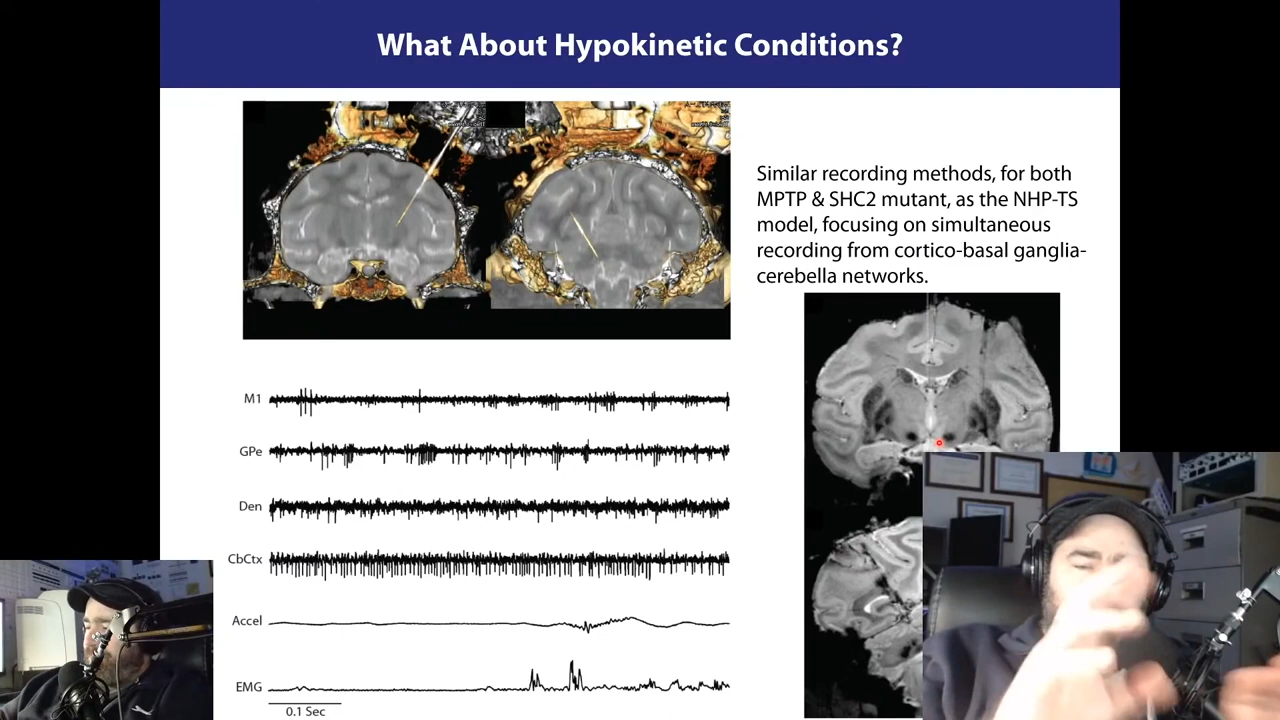 What About Hypokinetic Conditions?
Similar recording methods, for both
MPTP & SHC2 mutant, as the NHP-TS
model, focusing on simultaneous
recording from cortico-basal ganglia-
cerebella networks.
M1
GPe
Den
CbCtx
Accel
EMG
0.1 Sec